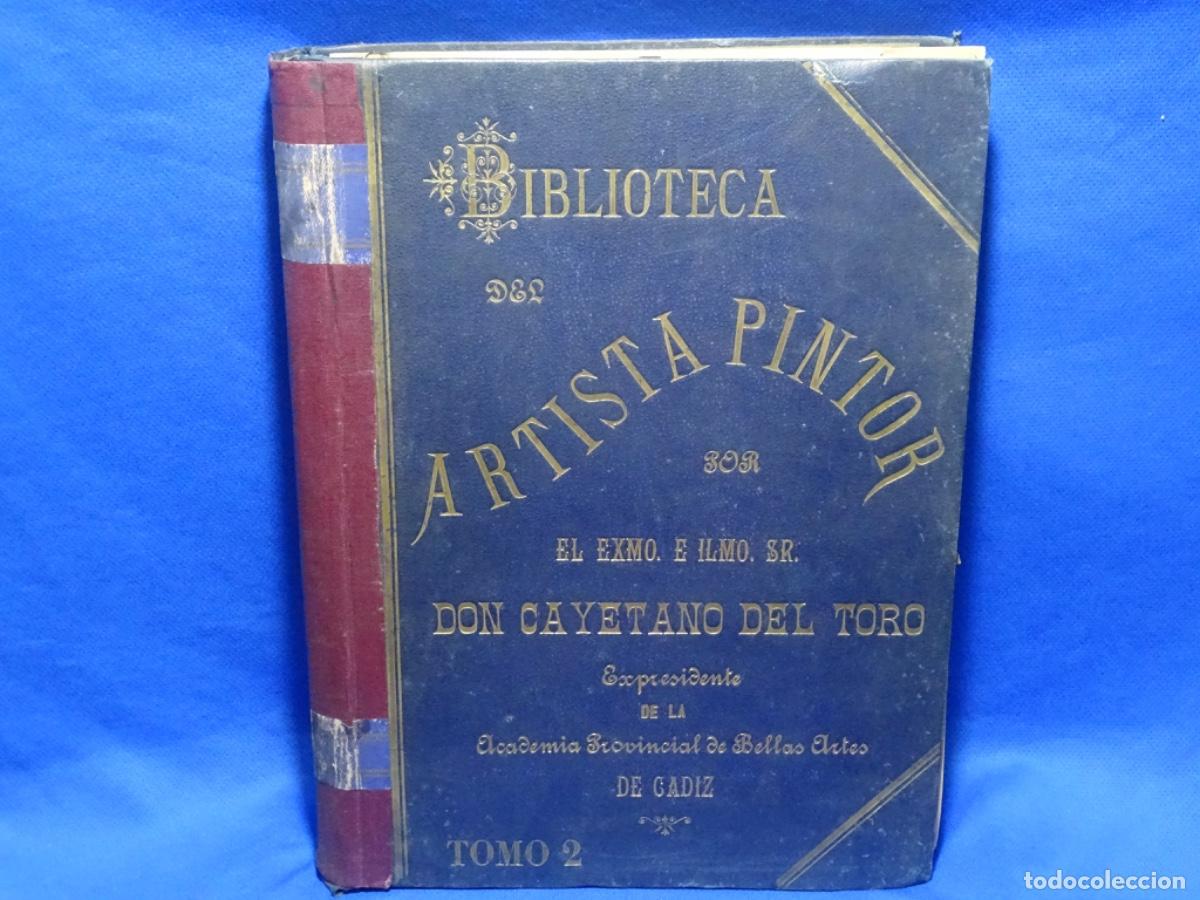 BIBLIOTECA
DEL
ARTISTA PINTOR
POR
EL EXMO. E ILMO. SR.
DON CAYETANO DEL TORO
Expresidente
DE LA
Academia Provincial de Bellas Artes
DE CADIZ
TOMO 2
todocoleccion